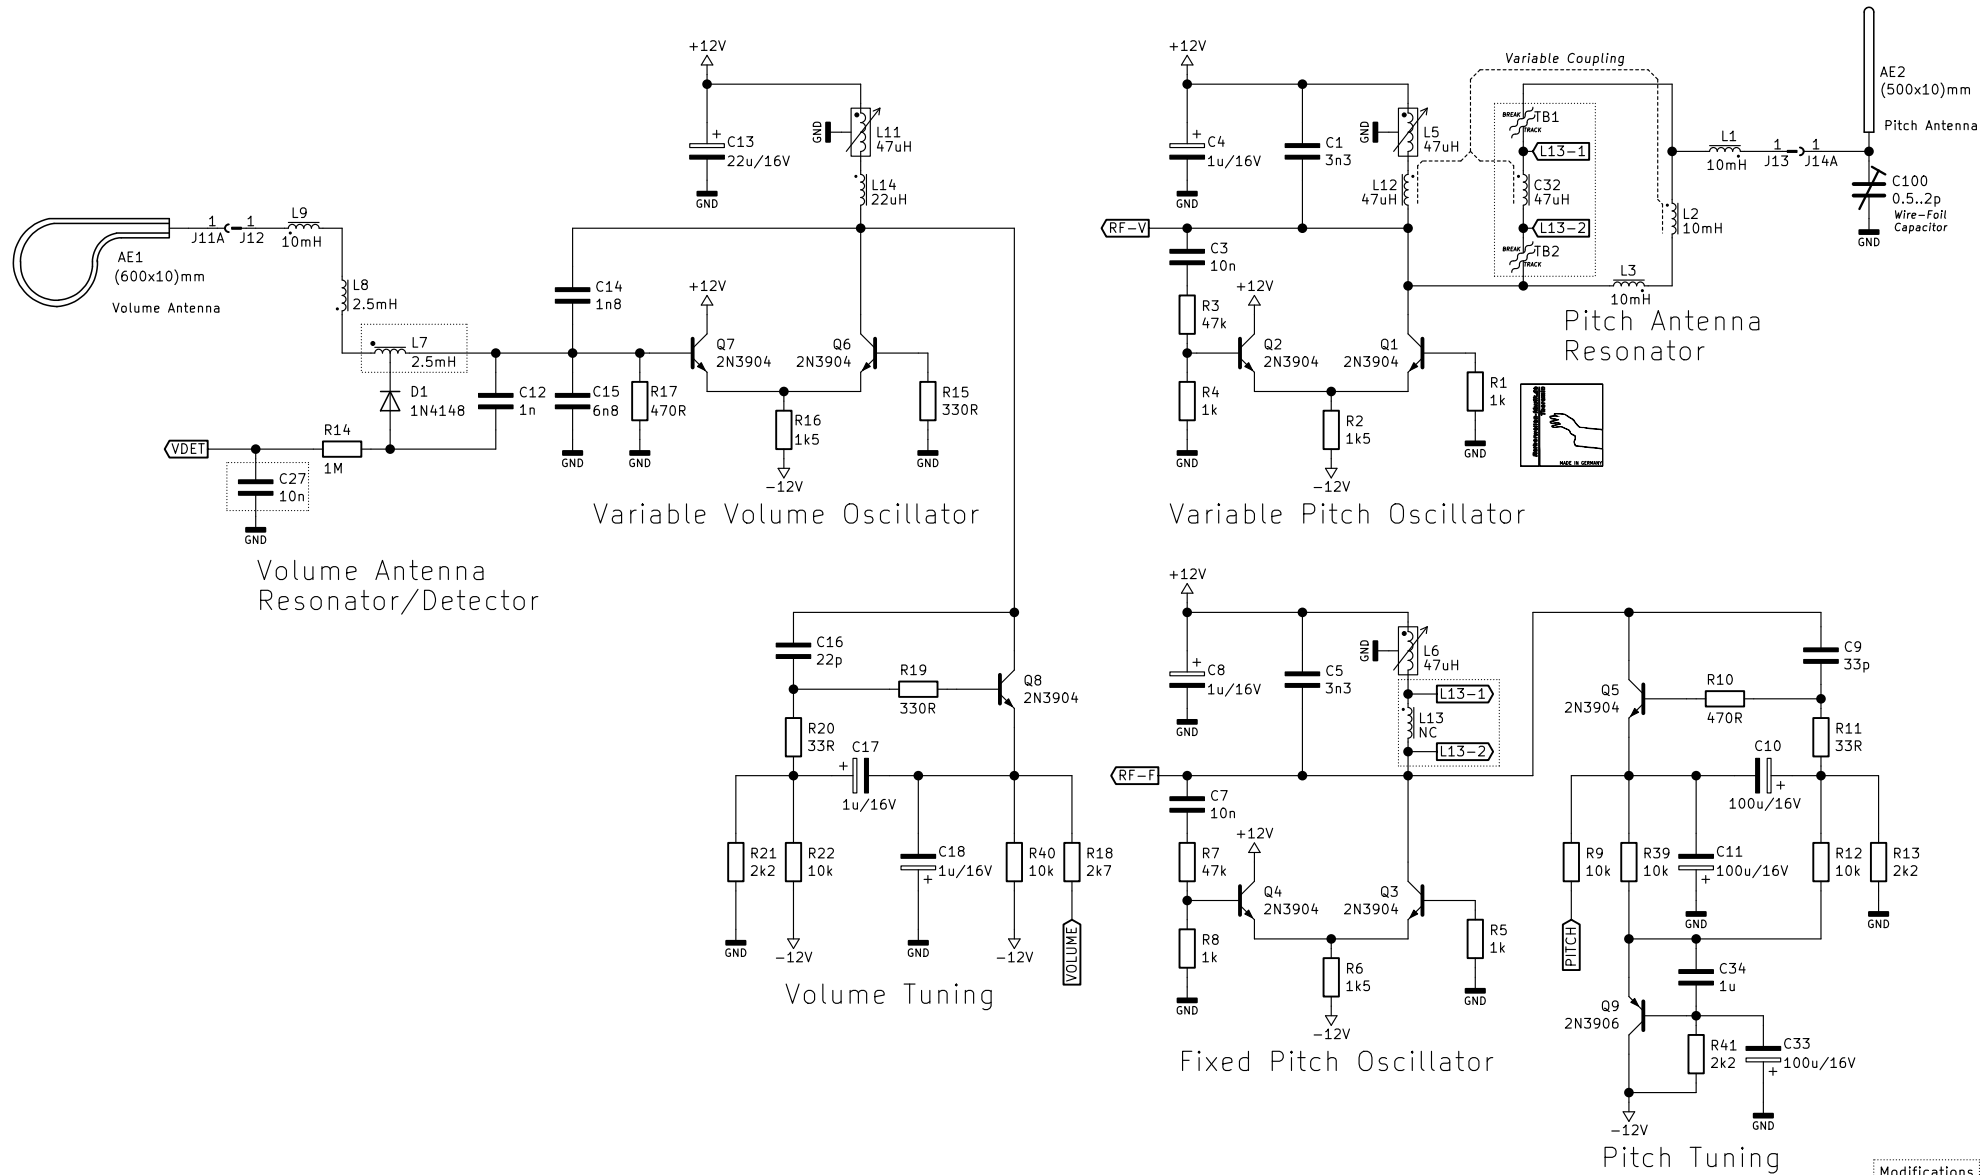 +12V
C13
22u/16V
GND
GND
L11
47uH
L14
22uH
AE1
(600x10)mm
Volume Antenna
1
J11A
1
J12
L9
10mH
L8
2.5mH
L7
2.5mH
D1
1N4148
C12
1n
C14
1n8
C15
6n8
GND
R17
470R
GND
+12V
Q7
2N3904
Q6
2N3904
R16
1k5
-12V
R15
330R
GND
VDET
R14
1M
C27
10n
GND
Variable Volume Oscillator
Volume Antenna
Resonator/Detector
C16
22p
R19
330R
Q8
2N3904
R20
33R
C17
+
1u/16V
R21
2k2
GND
R22
10k
-12V
C18
1u/16V
+
GND
R40
10k
-12V
R18
2k7
VOLUME
Volume Tuning
+12V
+
C4
1u/16V
GND
C1
3n3
GND
L5
47uH
L12
47uH
Variable Coupling
BREAK
TRACK
TB1
L13-1
C32
47uH
L13-2
BREAK
TRACK
TB2
L1
10mH
1
J13
1
J14A
L2
10mH
L3
10mH
AE2
(500x10)mm
Pitch Antenna
C100
0.5..2p
Wire-Foil
Capacitor
GND
Pitch Antenna
Resonator
RF-V
C3
10n
R3
47k
+12V
Q2
2N3904
Q1
2N3904
R4
1k
GND
R2
1k5
-12V
R1
1k
GND
MADE IN GERMANY
Variable Pitch Oscillator
+12V
+
C8
1u/16V
GND
C5
3n3
GND
L6
47uH
L13-1
L13
NC
L13-2
RF-F
C7
10n
R7
47k
+12V
Q4
2N3904
Q3
2N3904
R8
1k
GND
R6
1k5
-12V
R5
1k
GND
Fixed Pitch Oscillator
C9
33p
Q5
2N3904
R10
470R
R11
33R
C10
+
100u/16V
R9
10k
PITCH
R39
10k
C11
100u/16V
+
GND
R12
10k
R13
2k2
GND
C34
1u
Q9
2N3906
R41
2k2
C33
100u/16V
+
GND
-12V
Pitch Tuning
Modifications